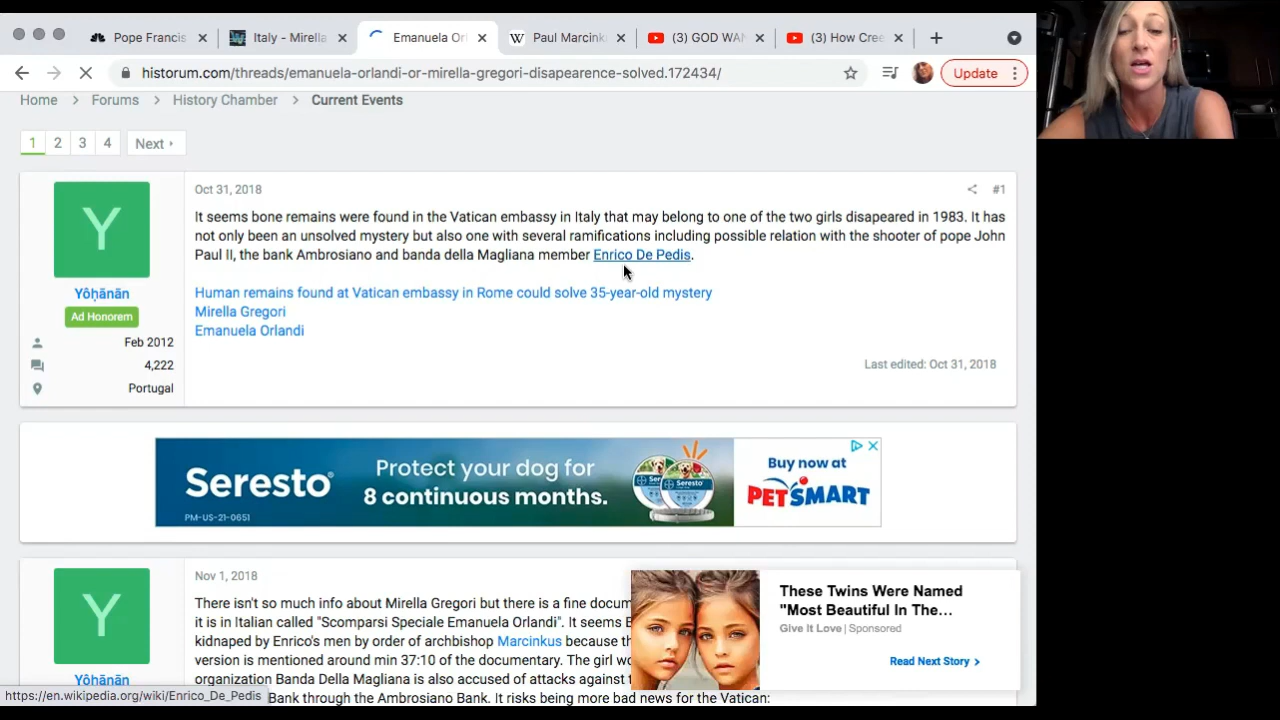 Pope Francis
Italy - Mirella
Emanuela Orl
Paul Marcink
(3) GOD WAN
(3) How Cree
historum.com/threads/emanuela-orlandi-or-mirella-gregori-disapearence-solved.172434/
Update
Home > Forums > History Chamber > Current Events
1 2 3 4 Next
Oct 31, 2018 #1
Y
It seems bone remains were found in the Vatican embassy in Italy that may belong to one of the two girls disapeared in 1983. It has
not only been an unsolved mystery but also one with several ramifications including possible relation with the shooter of pope John
Paul II, the bank Ambrosiano and banda della Magliana member Enrico De Pedis.
Yôḥānān
Ad Honorem
Feb 2012
4,222
Portugal
Human remains found at Vatican embassy in Rome could solve 35-year-old mystery
Mirella Gregori
Emanuela Orlandi
Last edited: Oct 31, 2018
Seresto
Protect your dog for
8 continuous months.
PM-US-21-0651
Buy now at
PETSMART
Nov 1, 2018
Y
There isn't so much info about Mirella Gregori but there is a fine docum
it is in Italian called "Scomparsi Speciale Emanuela Orlandi". It seems E
kidnaped by Enrico's men by order of archbishop Marcinkus because th
version is mentioned around min 37:10 of the documentary. The girl wo
organization Banda Della Magliana is also accused of attacks against t
Bank through the Ambrosiano Bank. It risks being more bad news for the Vatican:
Yôḥānān
These Twins Were Named
"Most Beautiful In The...
Give It Love | Sponsored
Read Next Story >
https://en.wikipedia.org/wiki/Enrico_De_Pedis